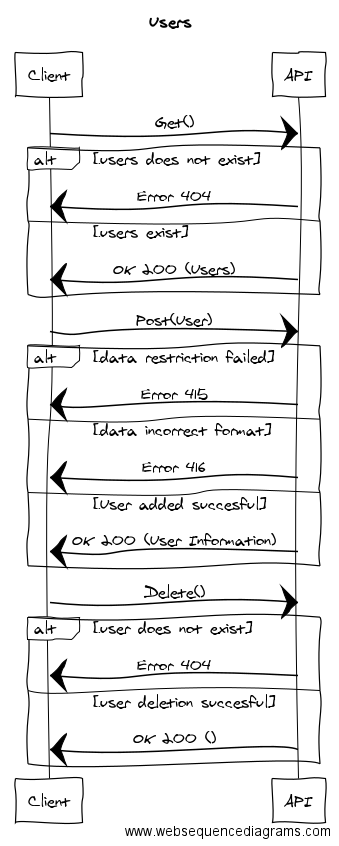 Users
Client API
Get()
alt [users does not exist]
Error 404
[users exist]
OK 200 (Users)
Post(User)
alt [data restriction failed]
Error 415
[data incorrect format]
Error 416
[User added succesful]
OK 200 (User Information)
Delete()
alt [user does not exist]
Error 404
[user deletion succesful]
OK 200 ()
Client API
www.websequencediagrams.com